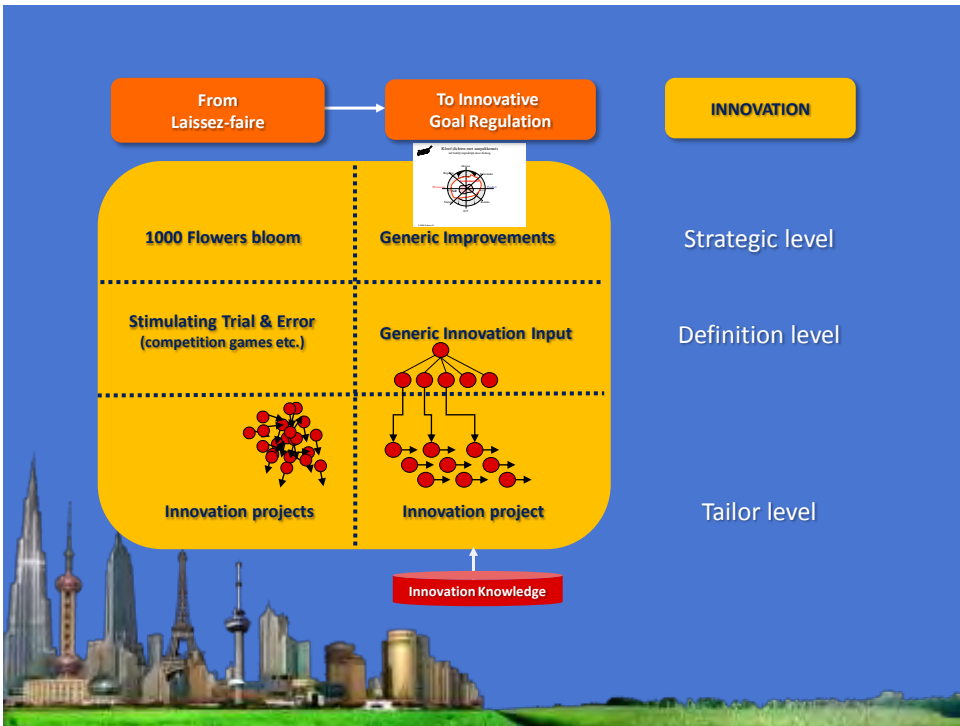 From
Laissez-faire
To Innovative
Goal Regulation
INNOVATION
1000 Flowers bloom
Generic Improvements
Strategic level
Stimulating Trial & Error
(competition games etc.)
Generic Innovation Input
Definition level
Innovation projects
Innovation project
Tailor level
Innovation Knowledge